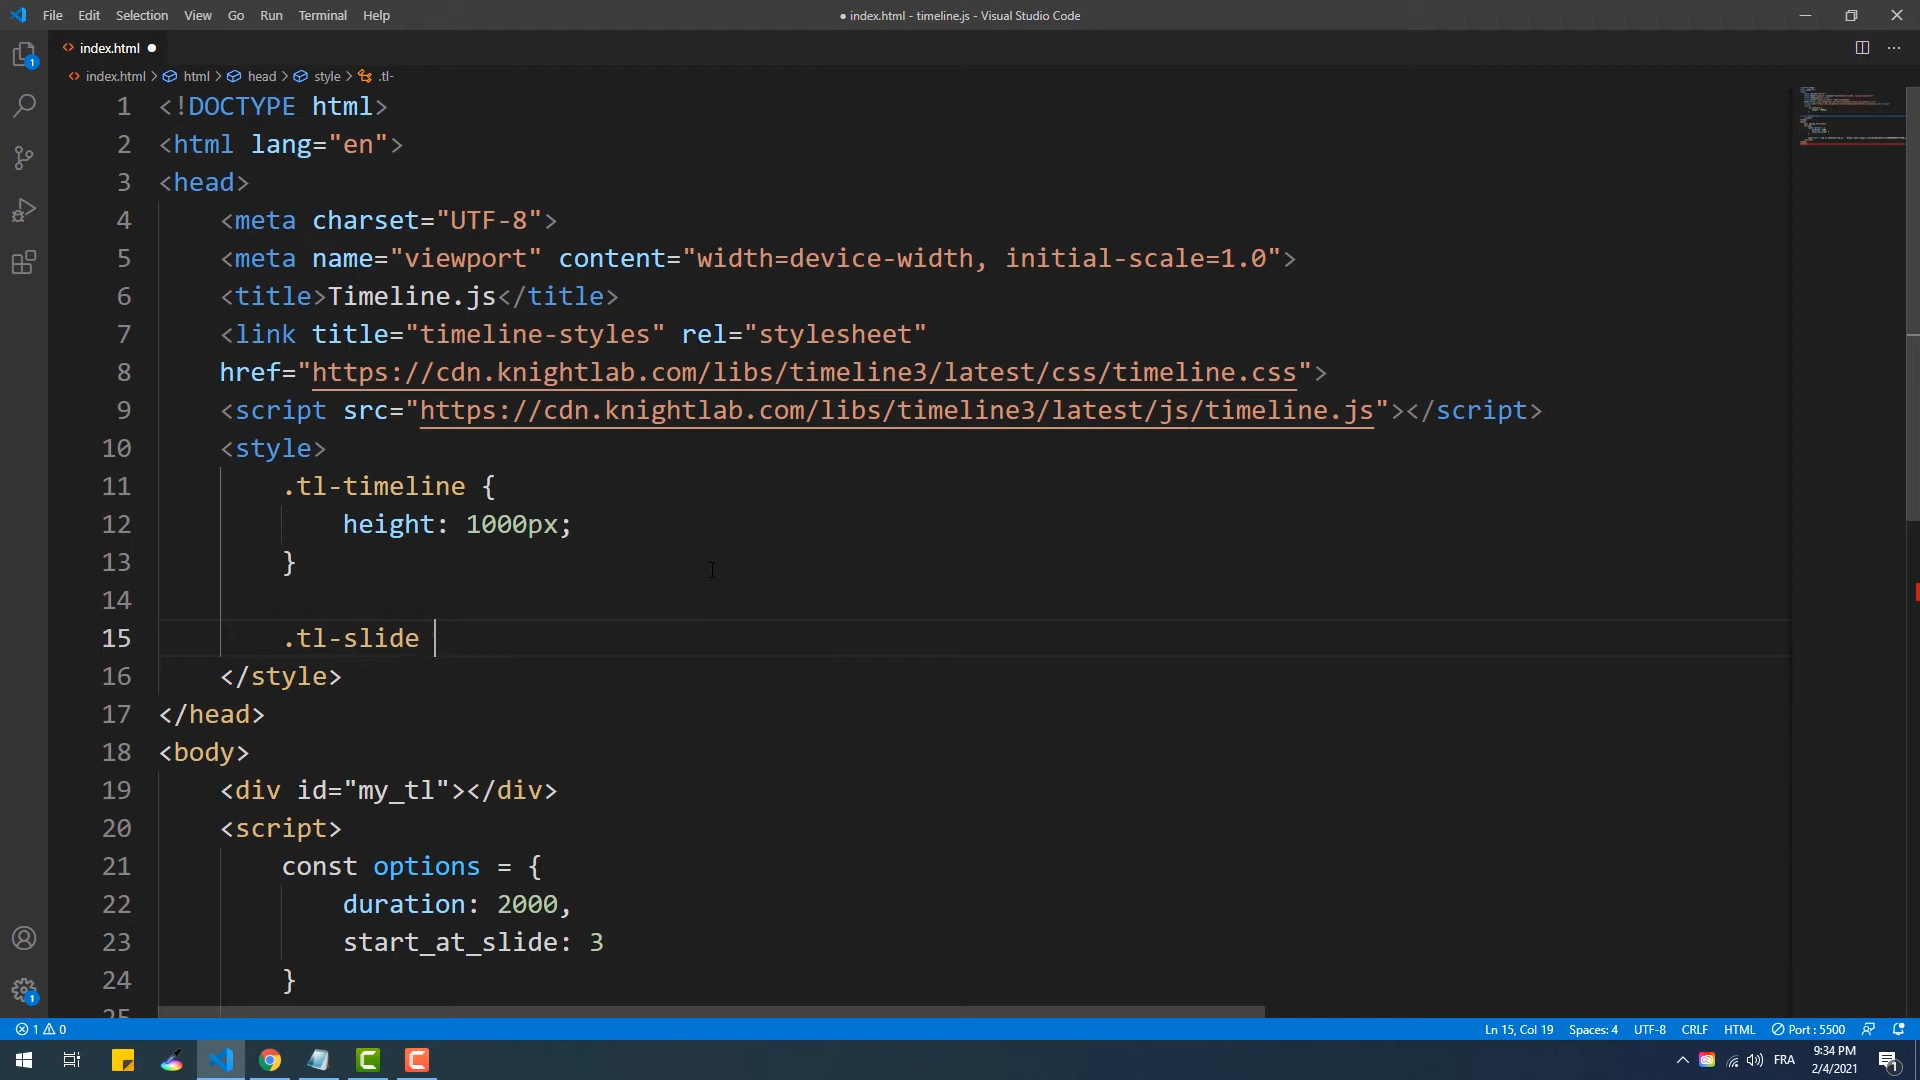 File Edit Selection View Go Run Terminal Help
● index.html - timeline.js - Visual Studio Code
index.html ●
index.html > html > head > style > .tl-
1 <!DOCTYPE html>
2 <html lang="en">
3 <head>
4 <meta charset="UTF-8">
5 <meta name="viewport" content="width=device-width, initial-scale=1.0">
6 <title>Timeline.js</title>
7 <link title="timeline-styles" rel="stylesheet"
8 href="https://cdn.knightlab.com/libs/timeline3/latest/css/timeline.css">
9 <script src="https://cdn.knightlab.com/libs/timeline3/latest/js/timeline.js"></script>
10 <style>
11 .tl-timeline {
12 height: 1000px;
13 }
14
15 .tl-slide
16 </style>
17 </head>
18 <body>
19 <div id="my_tl"></div>
20 <script>
21 const options = {
22 duration: 2000,
23 start_at_slide: 3
24 }
25
1
1
1 0
Ln 15, Col 19 Spaces: 4 UTF-8 CRLF HTML Port : 5500
FRA
9:34 PM
2/4/2021
1